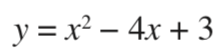 y = x² − 4x + 3